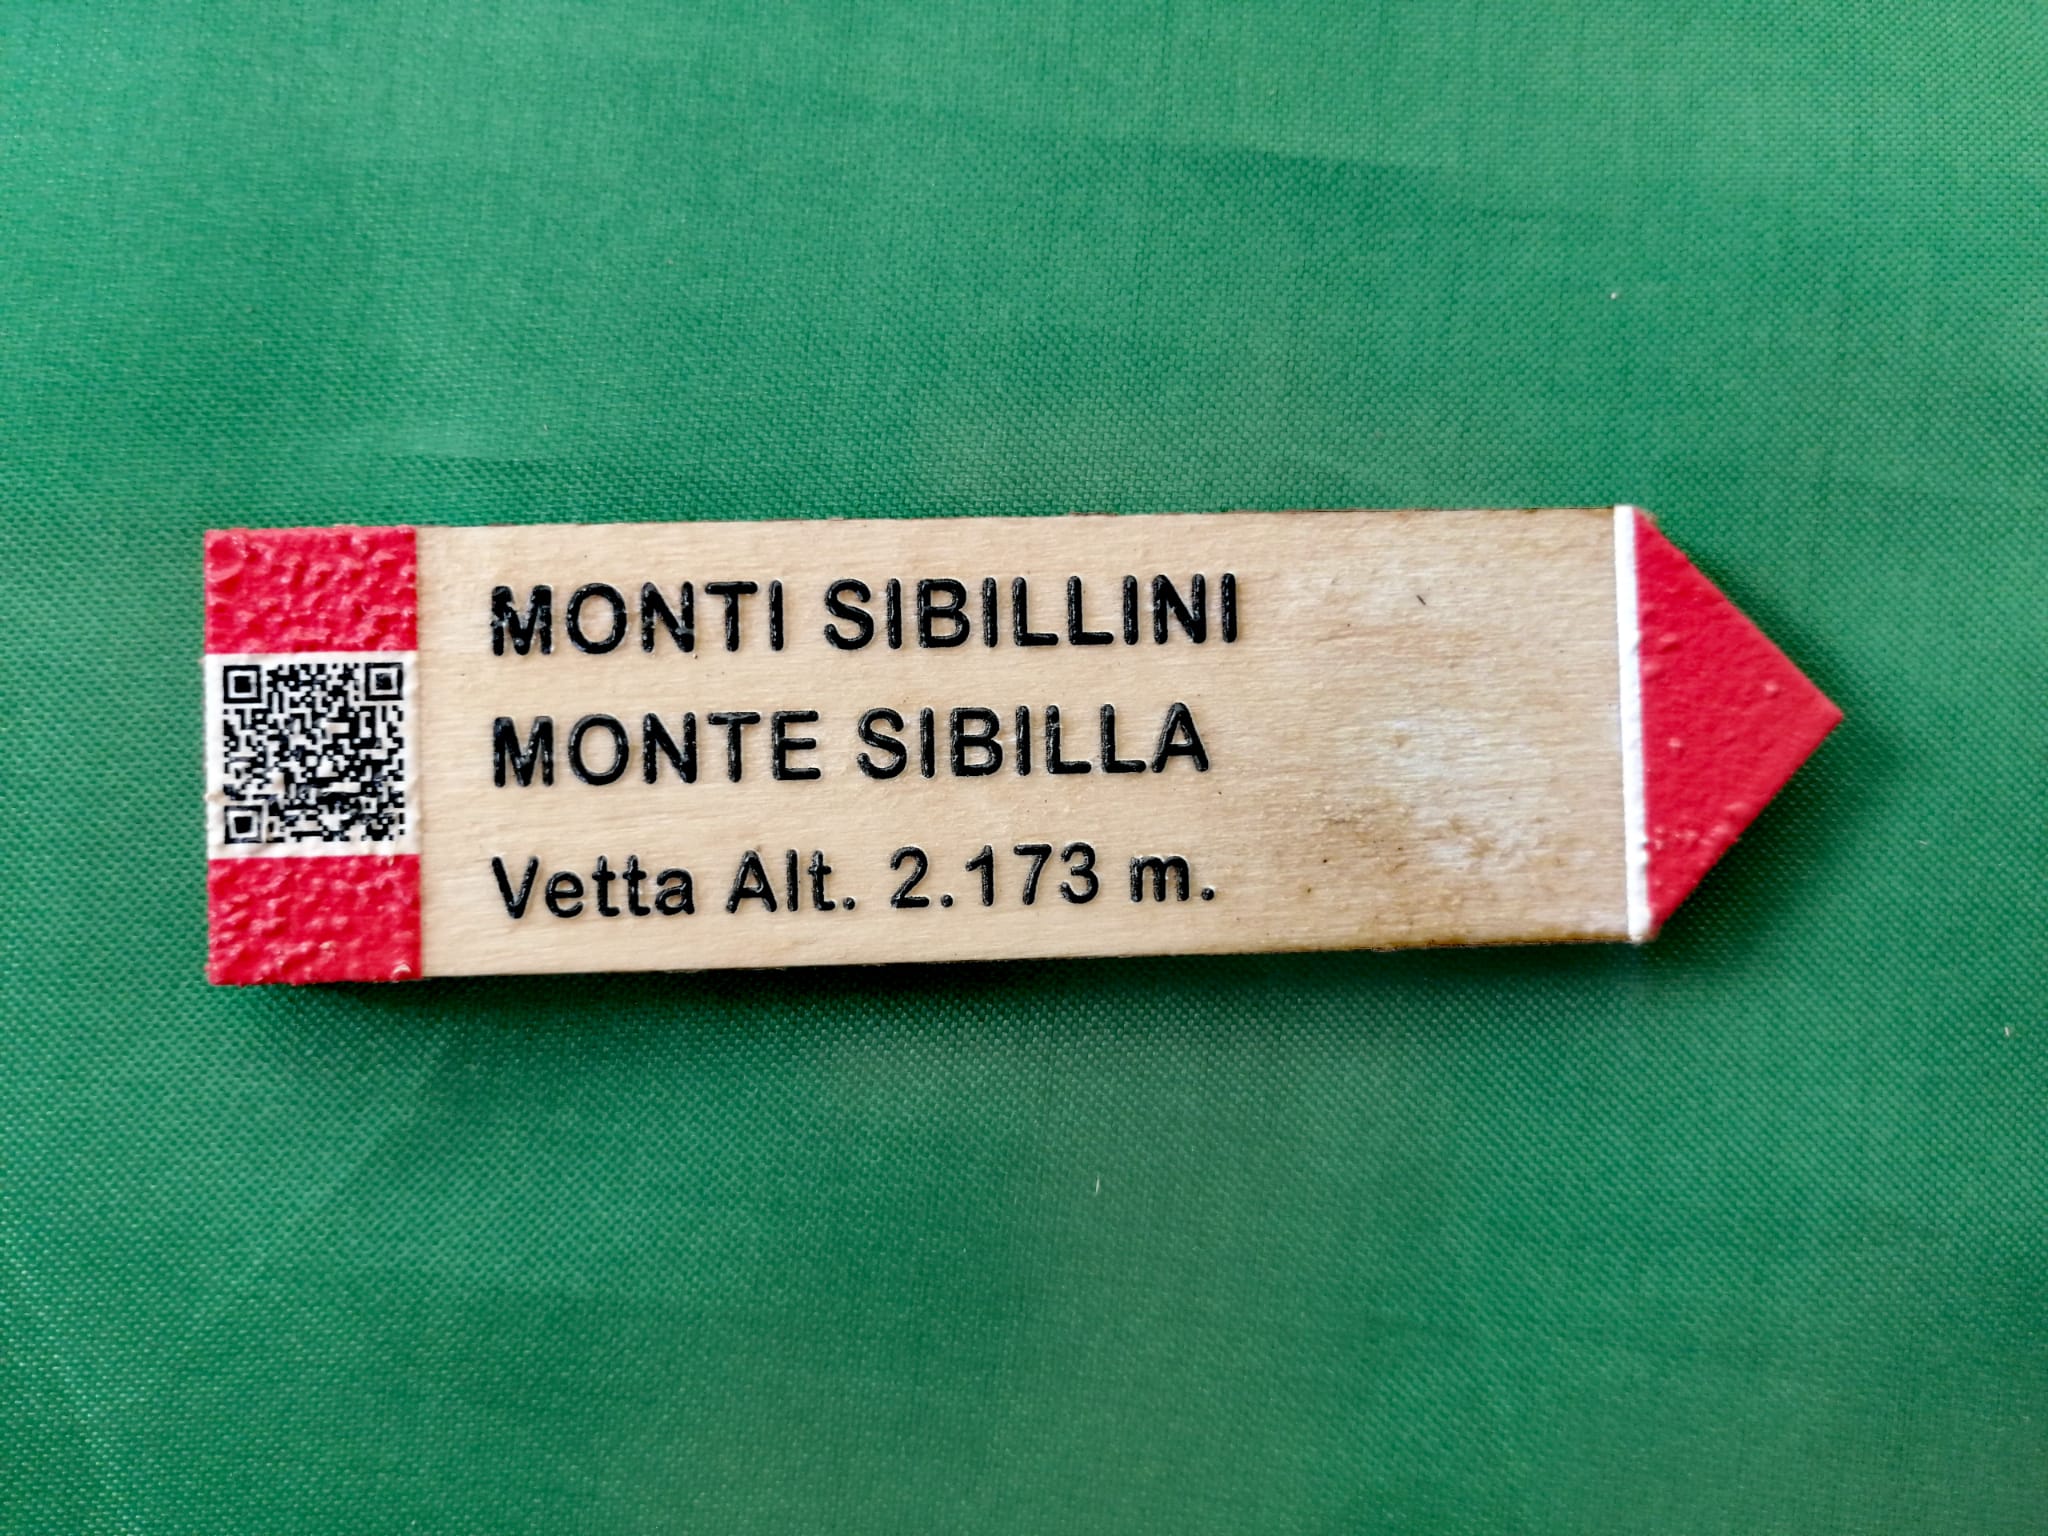 MONTI SIBILLINI
MONTE SIBILLA
Vetta Alt. 2.173 m.